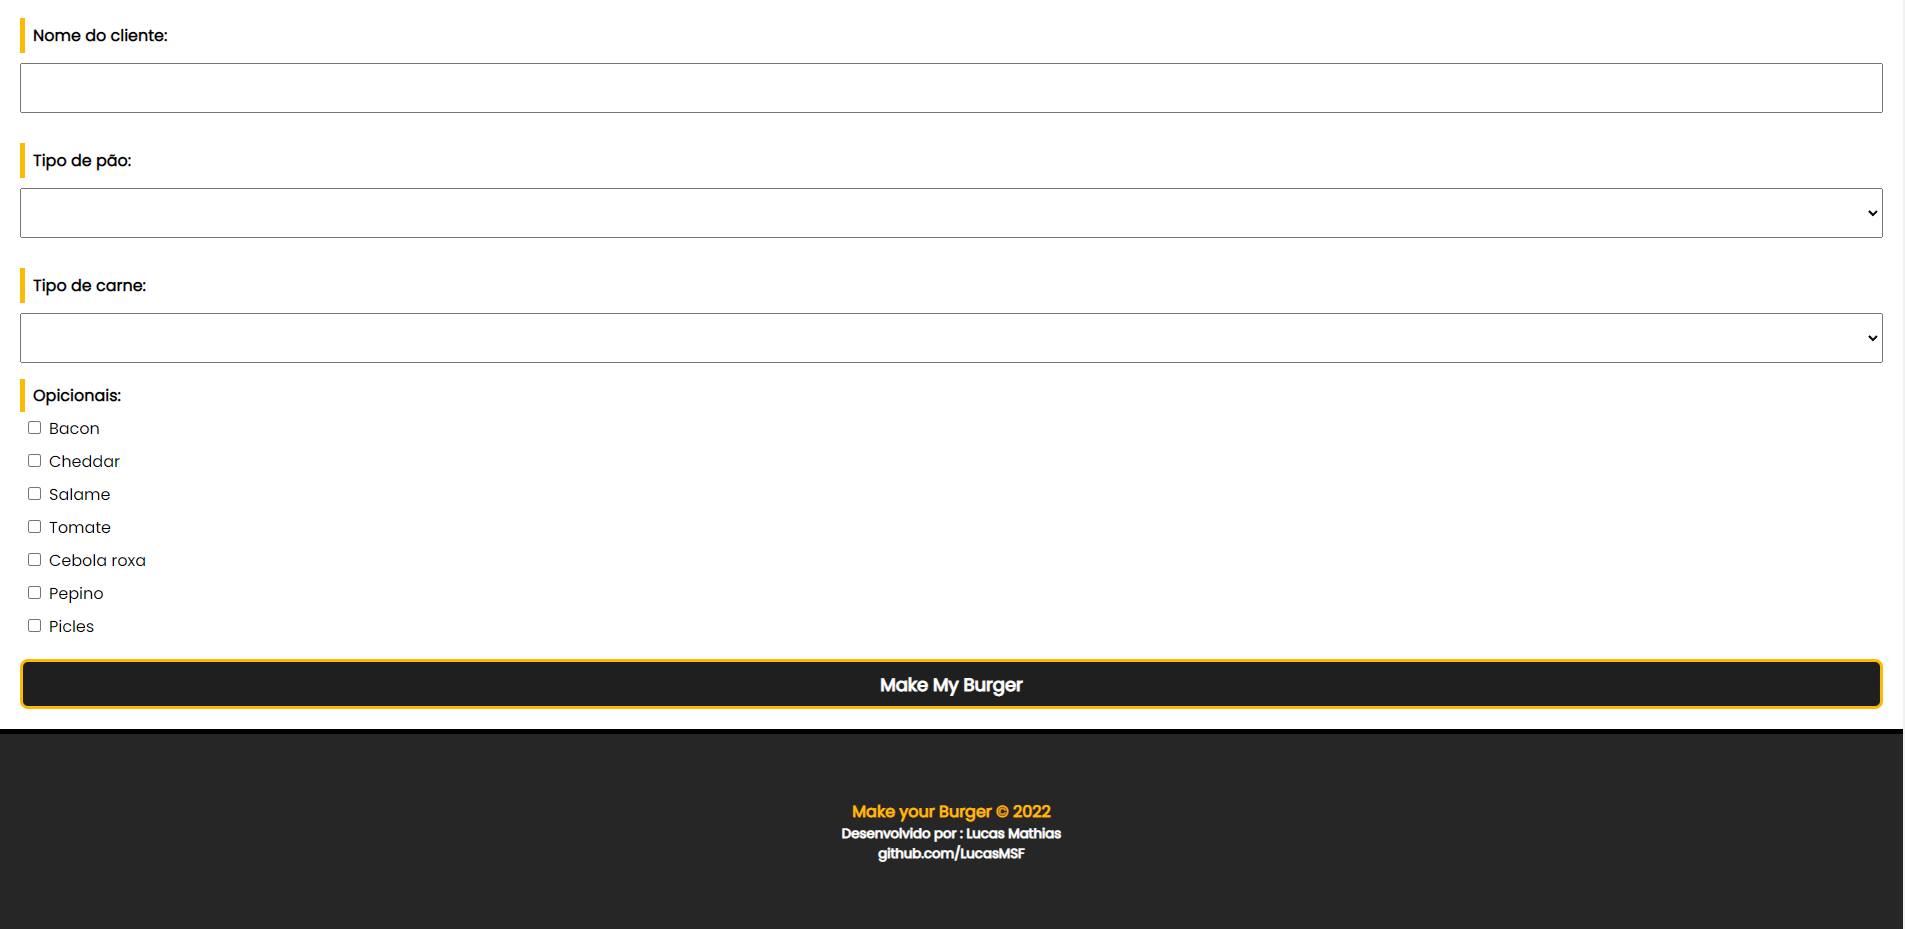 Nome do cliente:
Tipo de pão:
Tipo de carne:
Opicionais:
Bacon
Cheddar
Salame
Tomate
Cebola roxa
Pepino
Picles
Make My Burger
Make your Burger © 2022
Desenvolvido por : Lucas Mathias
github.com/LucasMSF